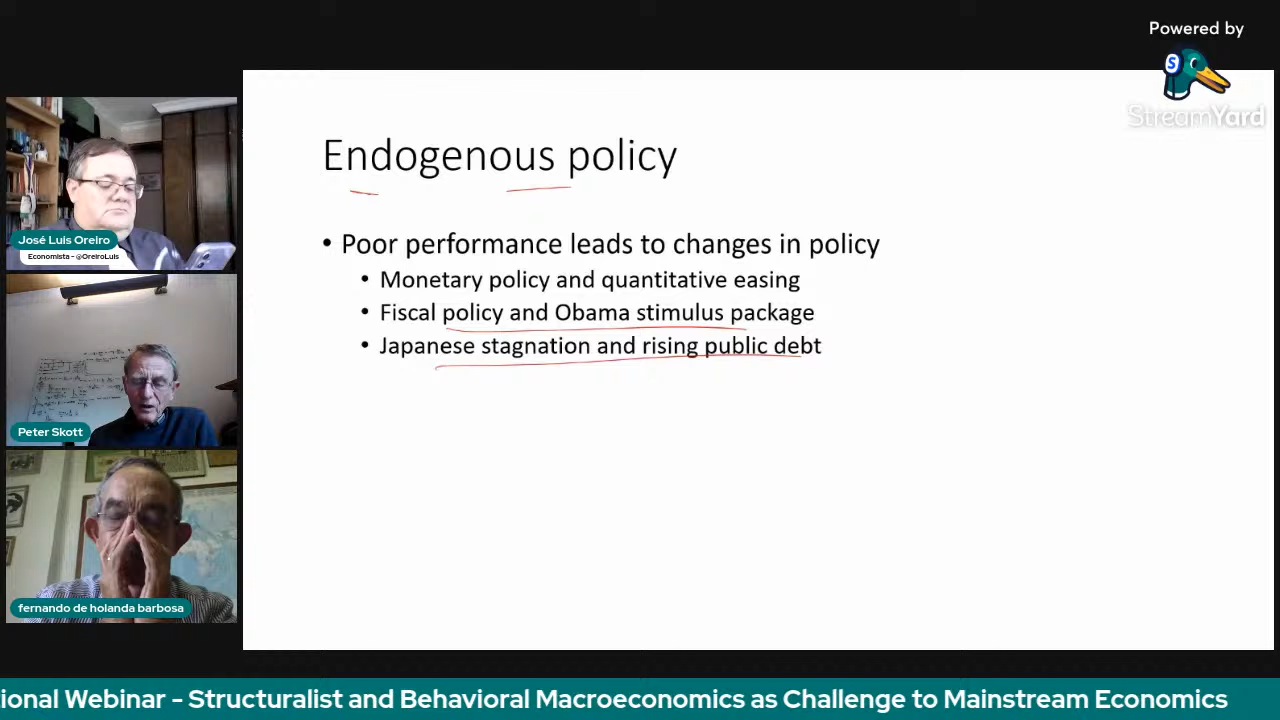 Powered by
S
StreamYard
Endogenous policy
• Poor performance leads to changes in policy
• Monetary policy and quantitative easing
• Fiscal policy and Obama stimulus package
• Japanese stagnation and rising public debt
José Luis Oreiro
Economista - @OreiroLuis
Peter Skott
fernando de holanda barbosa
ional Webinar - Structuralist and Behavioral Macroeconomics as Challenge to Mainstream Economics